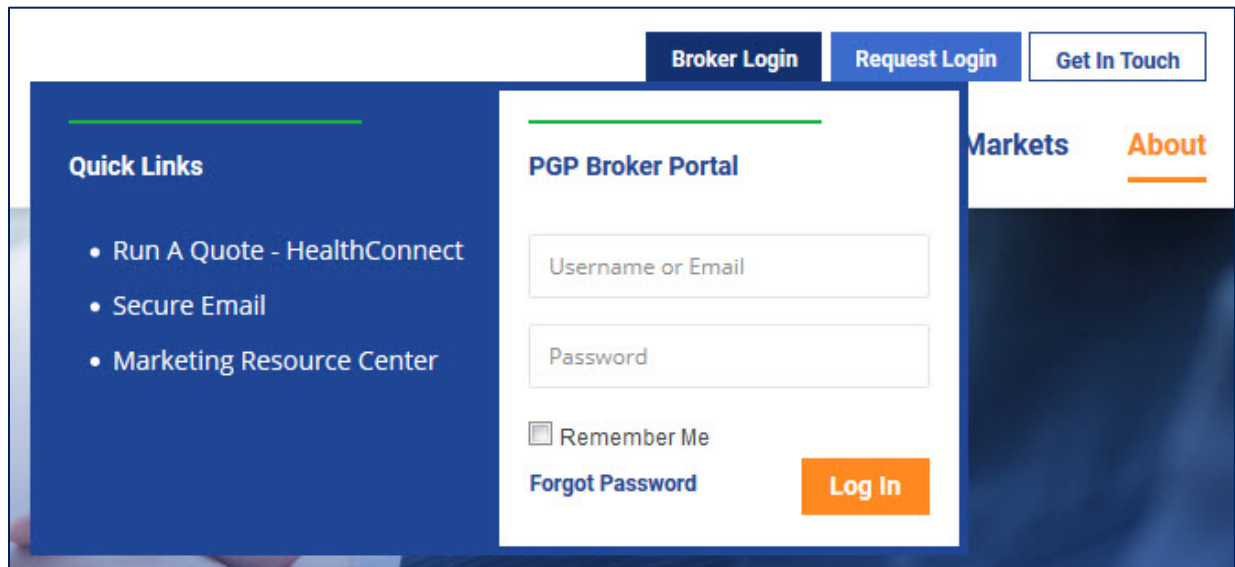 Broker Login
Request Login
Get In Touch
Markets
About
Quick Links
• Run A Quote - HealthConnect
• Secure Email
• Marketing Resource Center
PGP Broker Portal
Username or Email
Password
Remember Me
Forgot Password
Log In